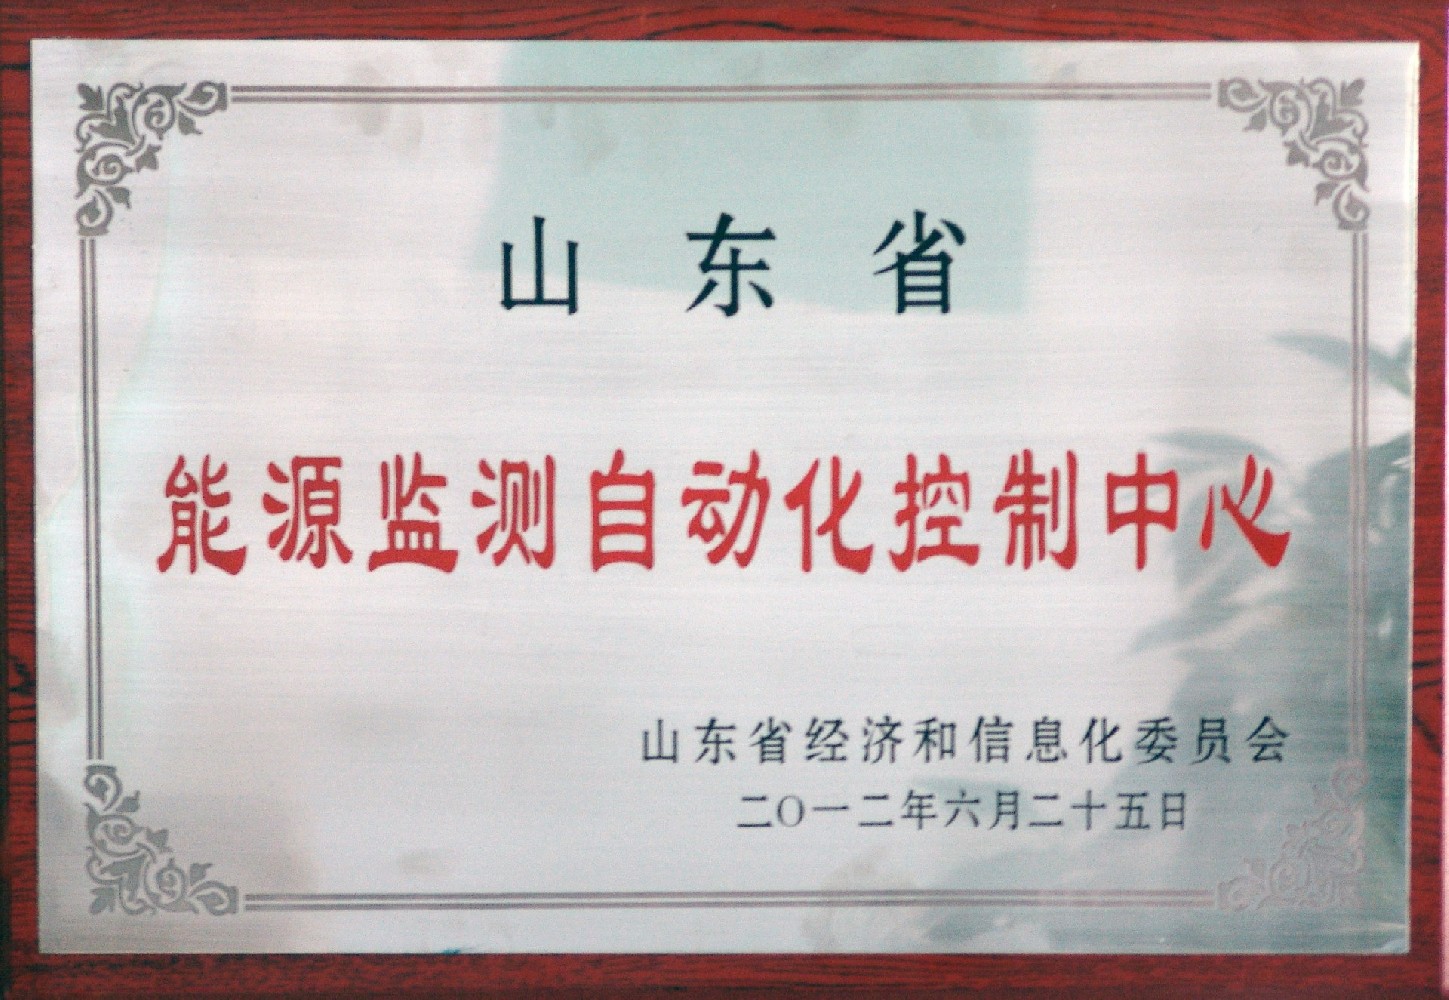 山东省
能源监测自动化控制中心
山东省经济和信息化委员会
二〇一二年六月二十五日